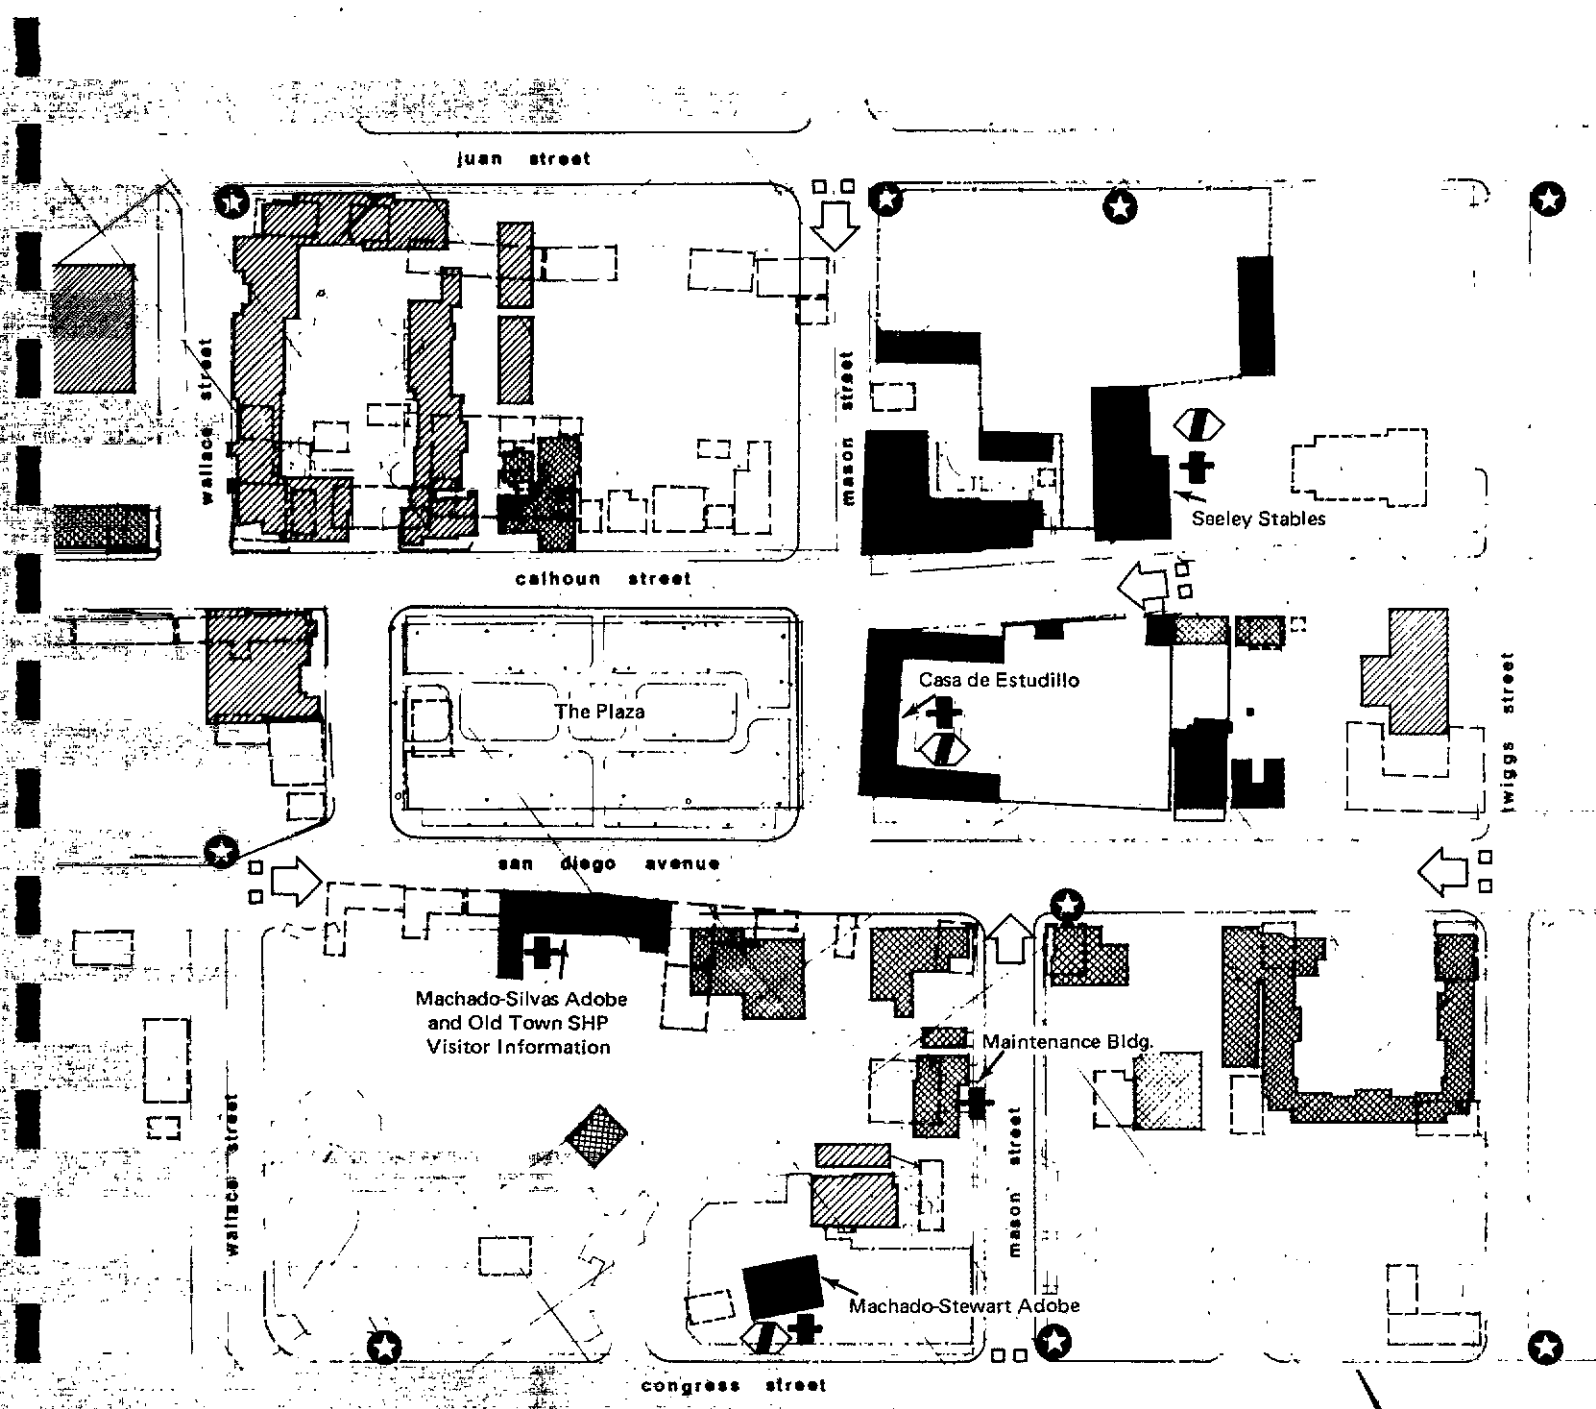 juan street
wallace street
mason street
Seeley Stables
calhoun street
Casa de Estudillo
The Plaza
twiggs street
san diego avenue
Machado-Silvas Adobe
and Old Town SHP
Visitor Information
Maintenance Bldg.
wallace street
mason street
Machado-Stewart Adobe
congress street